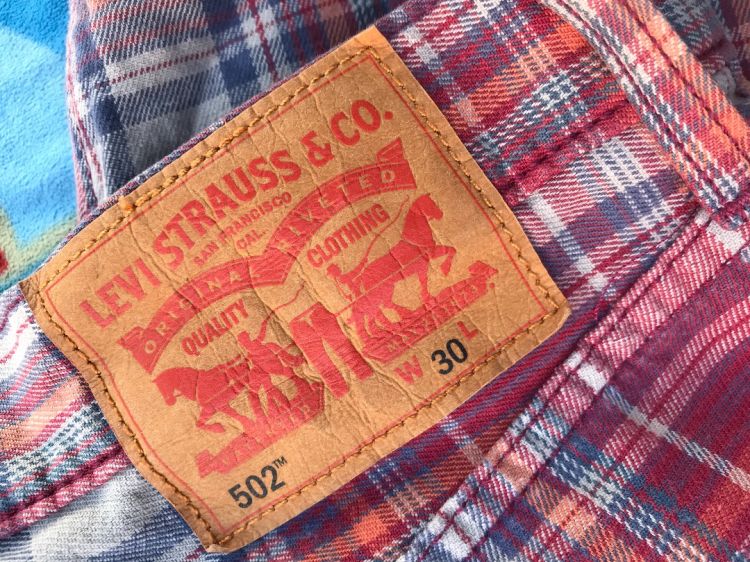 LEVI STRAUSS & CO.
SAN FRANCISCO
CAL.
ORIGINAL RIVETED
QUALITY CLOTHING
W 30 L
502™